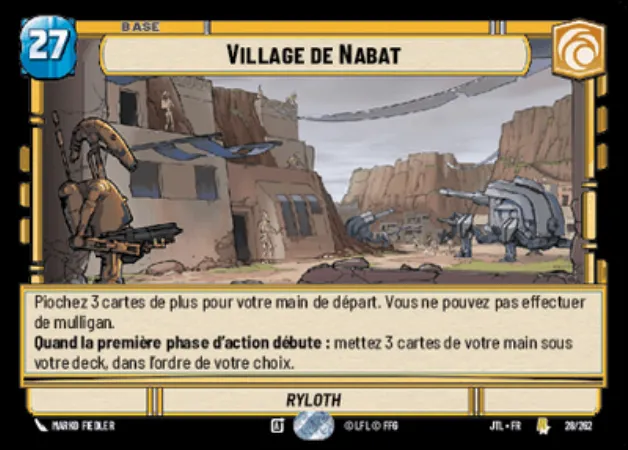 BASE
27
VILLAGE DE NABAT
Piochez 3 cartes de plus pour votre main de départ. Vous ne pouvez pas effectuer
de mulligan.
Quand la première phase d'action débute : mettez 3 cartes de votre main sous
votre deck, dans l'ordre de votre choix.
RYLOTH
MARKO FIEDLER
©LFL © FFG
JTL • FR
28/262